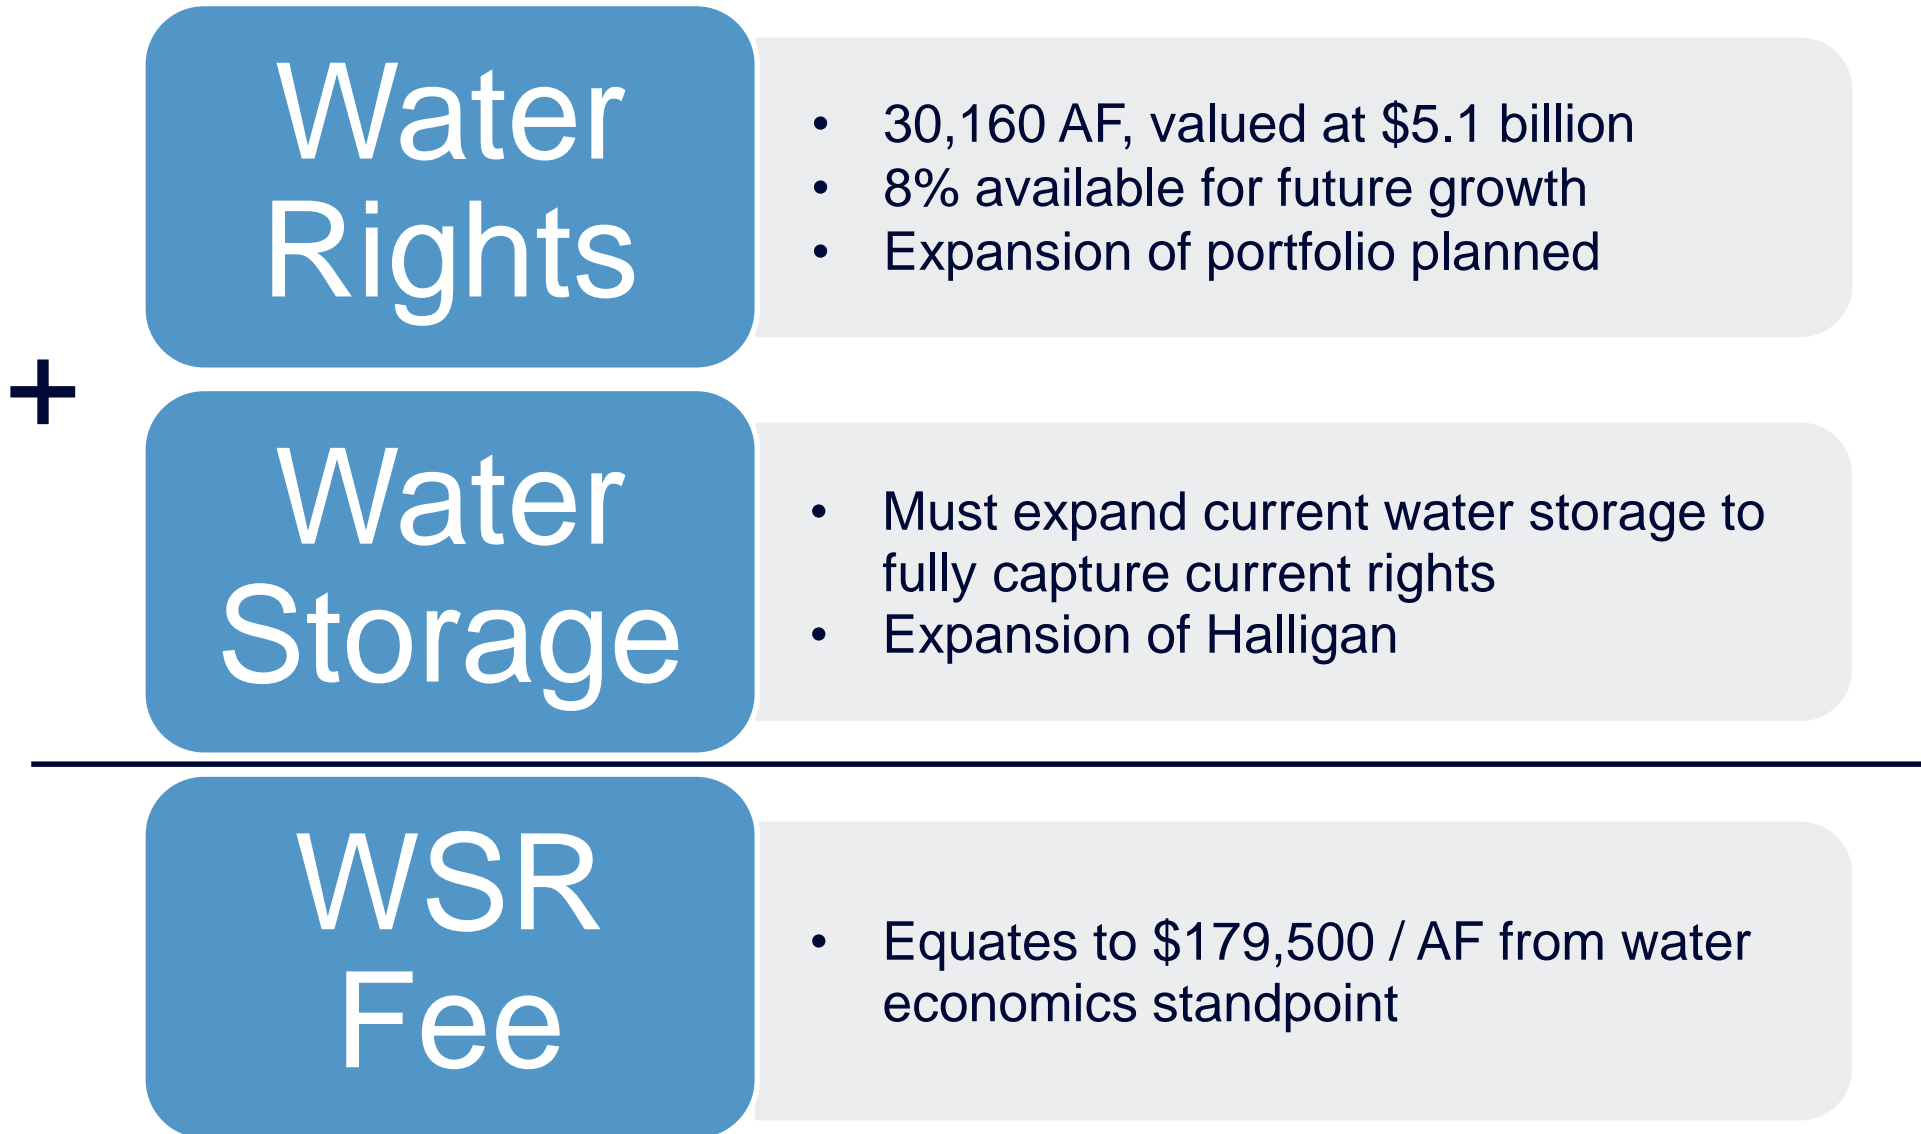 Water
Rights
• 30,160 AF, valued at $5.1 billion
• 8% available for future growth
• Expansion of portfolio planned
+
Water
Storage
• Must expand current water storage to
fully capture current rights
• Expansion of Halligan
WSR
Fee
• Equates to $179,500 / AF from water
economics standpoint